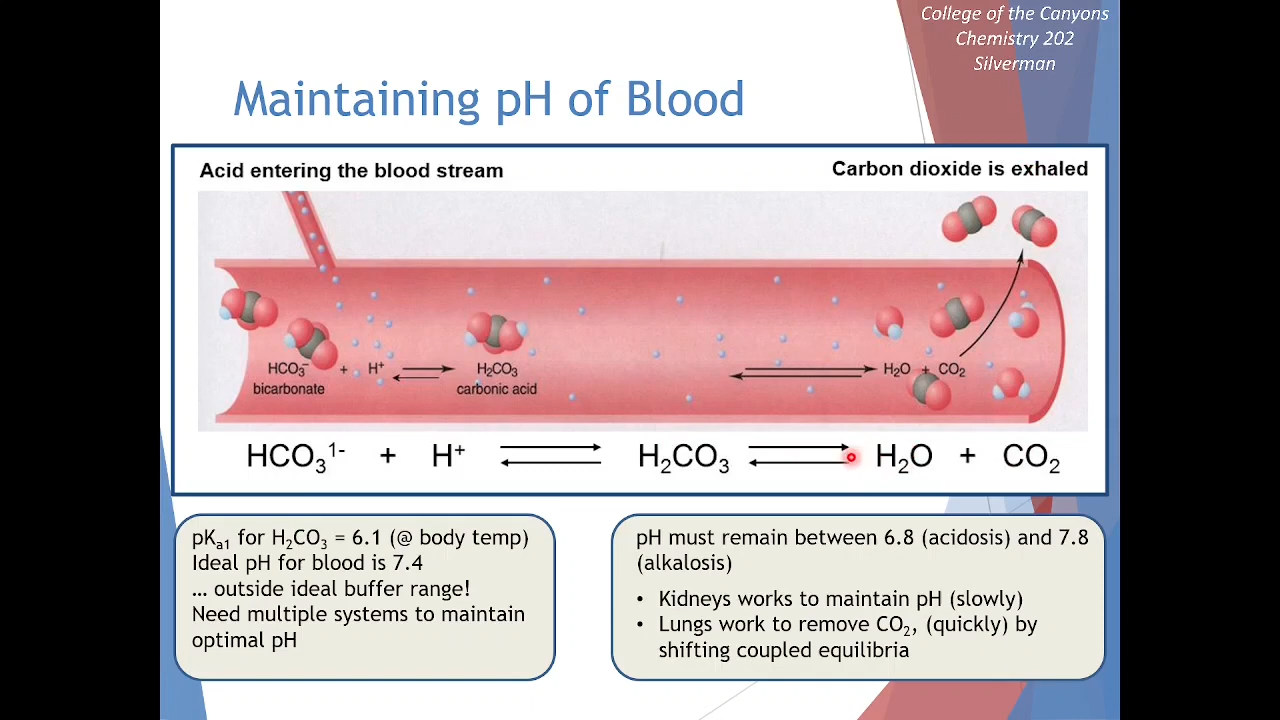 College of the Canyons
Chemistry 202
Silverman
Maintaining pH of Blood
Acid entering the blood stream
Carbon dioxide is exhaled
HCO₃⁻ + H⁺ H₂CO₃ H₂O + CO₂
bicarbonate carbonic acid
HCO₃¹⁻ + H⁺ ⇌ H₂CO₃ ⇌ H₂O + CO₂
pKₐ₁ for H₂CO₃ = 6.1 (@ body temp)
Ideal pH for blood is 7.4
… outside ideal buffer range!
Need multiple systems to maintain
optimal pH
pH must remain between 6.8 (acidosis) and 7.8
(alkalosis)
• Kidneys works to maintain pH (slowly)
• Lungs work to remove CO₂, (quickly) by
shifting coupled equilibria